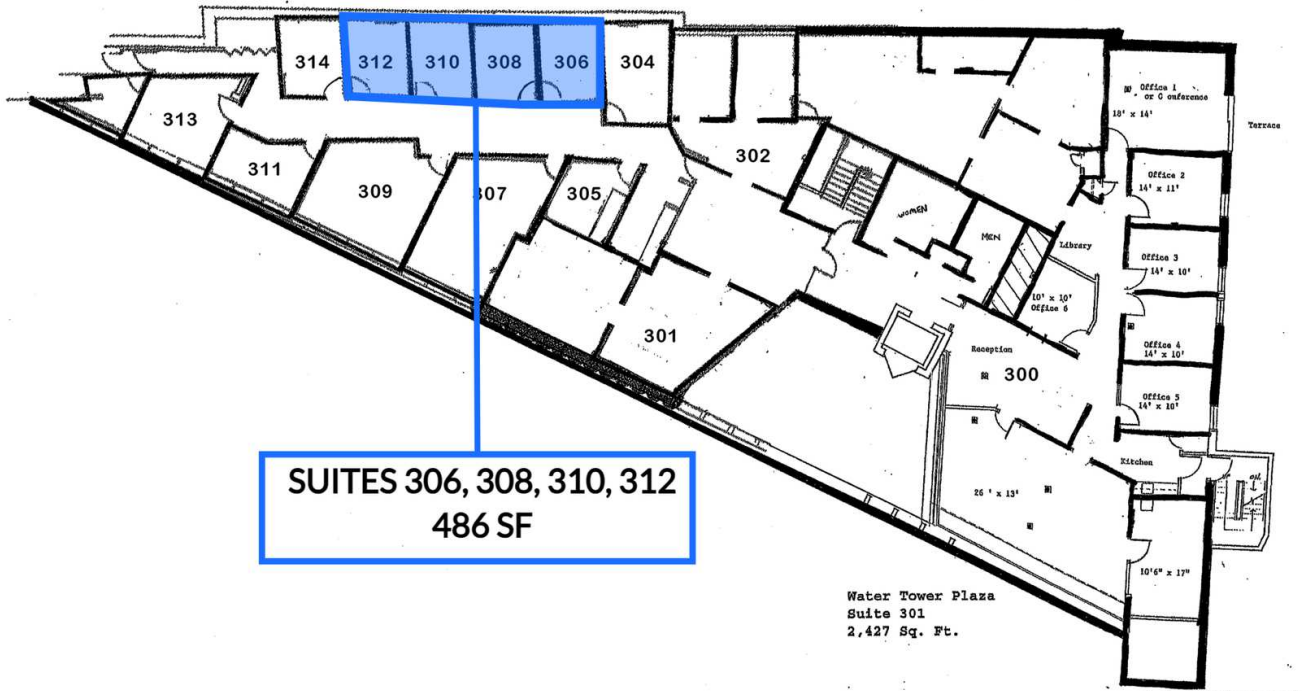 314
312
310
308
306
304
Office 1
or C onference
18' x 14'
Terrace
313
302
311
309
307
305
Office 2
14' x 11'
WOMEN
MEN
Library
Office 3
14' x 10'
10' x 10'
Office 6
301
Reception
300
Office 4
14' x 10'
Office 5
14' x 10'
Kitchen
SUITES 306, 308, 310, 312
486 SF
26 ' x 13'
10'6" x 17"
Water Tower Plaza
Suite 301
2,427 Sq. Ft.